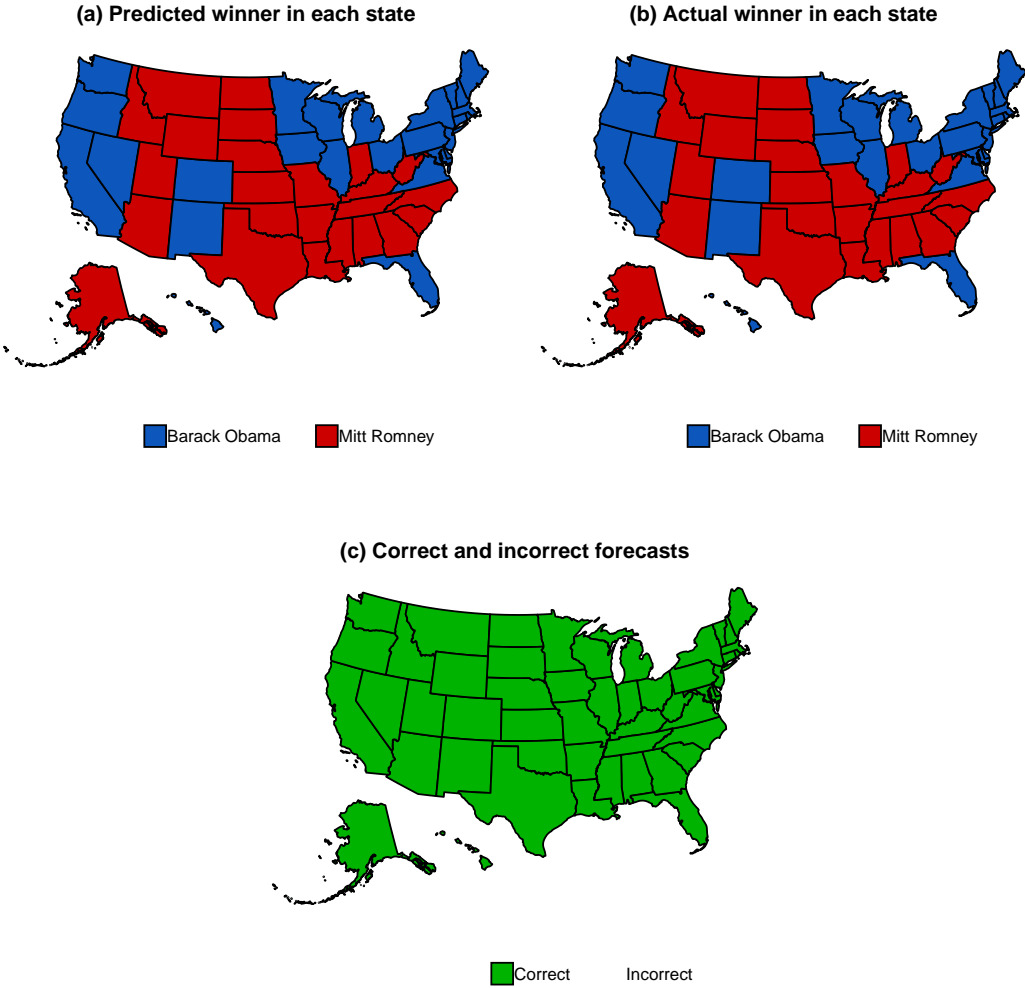 (a) Predicted winner in each state
(b) Actual winner in each state
Barack Obama
Mitt Romney
Barack Obama
Mitt Romney
(c) Correct and incorrect forecasts
Correct
Incorrect